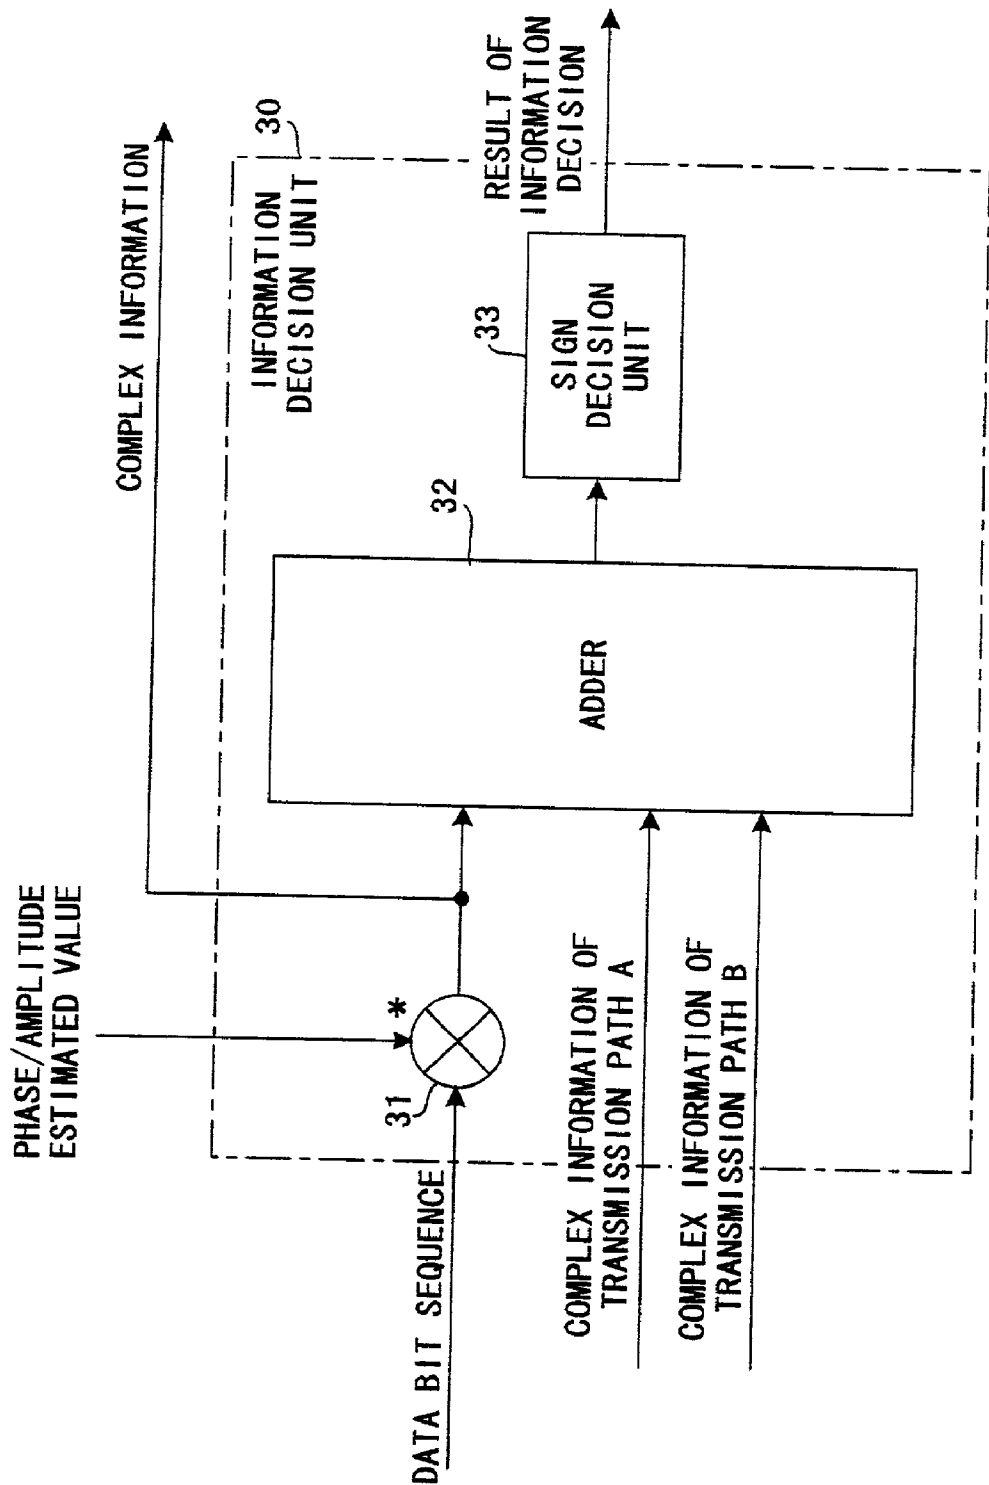 PHASE/AMPLITUDE
ESTIMATED VALUE
COMPLEX INFORMATION
30
INFORMATION
DECISION UNIT
DATA BIT SEQUENCE
31
*
32
ADDER
33
SIGN
DECISION
UNIT
RESULT OF
INFORMATION
DECISION
COMPLEX INFORMATION OF
TRANSMISSION PATH A
COMPLEX INFORMATION OF
TRANSMISSION PATH B